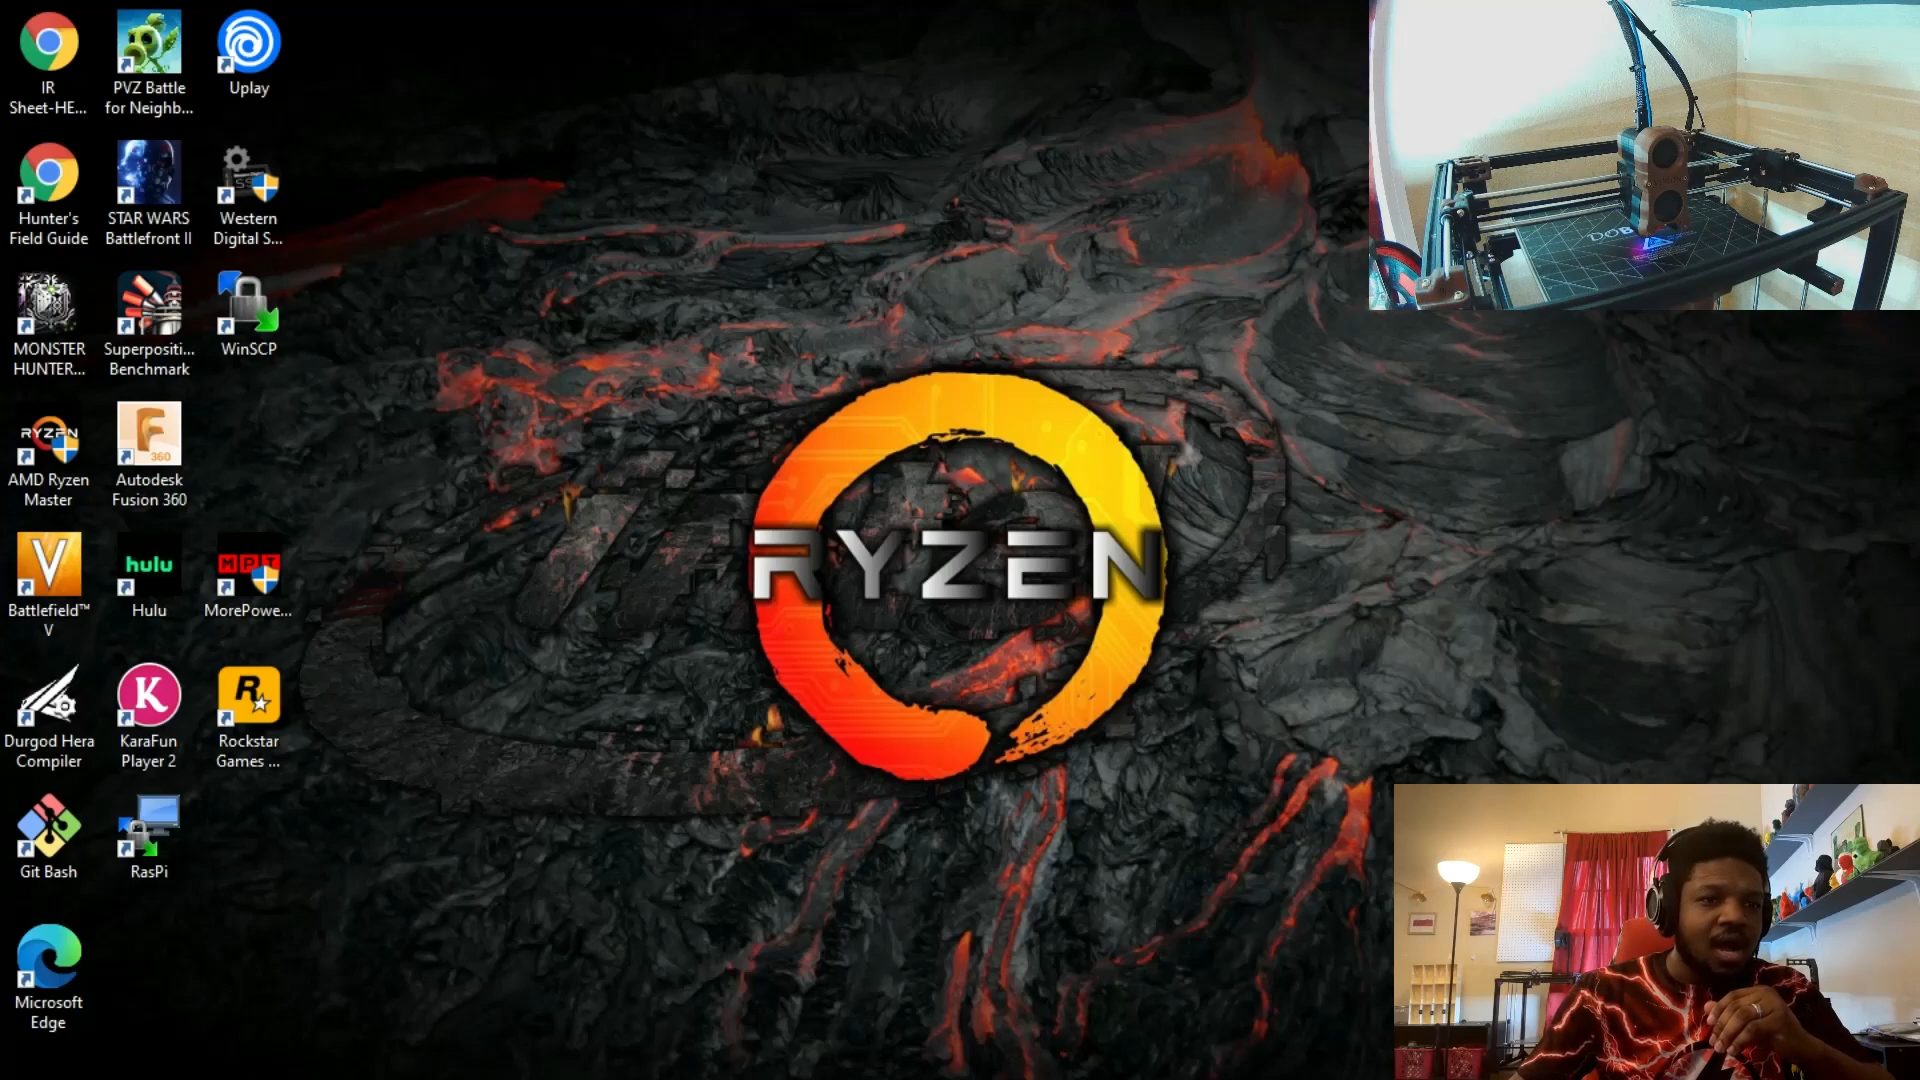 IR
Sheet-HE...
PVZ Battle
for Neighb...
Uplay
Hunter's
Field Guide
STAR WARS
Battlefront II
Western
Digital S...
MONSTER
HUNTER...
Superpositi...
Benchmark
WinSCP
RYZEN
AMD Ryzen
Master
360
Autodesk
Fusion 360
V
Battlefield™
V
hulu
Hulu
MPT
MorePowe...
Durgod Hera
Compiler
K
KaraFun
Player 2
R
Rockstar
Games ...
Git Bash
RasPi
Microsoft
Edge
RYZEN